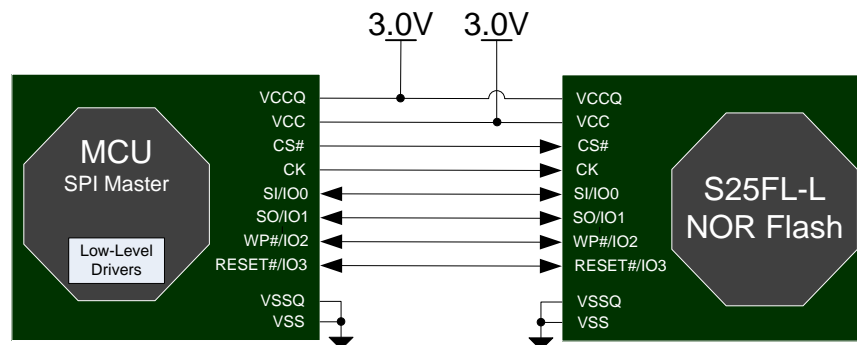 3.0V 3.0V
VCCQ VCCQ
VCC VCC
CS# CS#
CK CK
SI/IO0 SI/IO0
SO/IO1 SO/IO1
WP#/IO2 WP#/IO2
RESET#/IO3 RESET#/IO3
VSSQ VSSQ
VSS VSS
MCU
SPI Master
Low-Level
Drivers
S25FL-L
NOR Flash